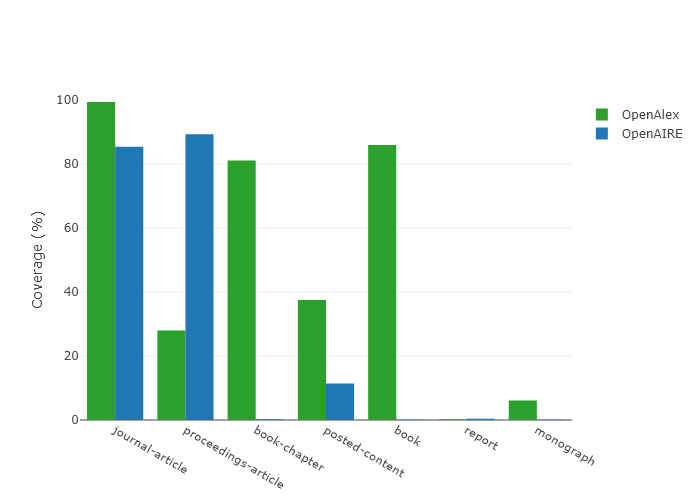 100
80
60
40
20
0
Coverage (%)
journal-article
proceedings-article
book-chapter
posted-content
book
report
monograph
OpenAlex
OpenAIRE